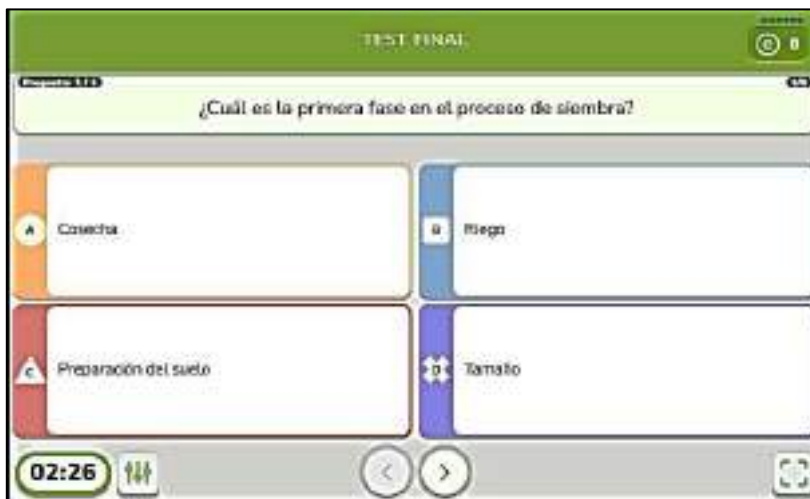 TEST FINAL
0
¿Cuál es la primera fase en el proceso de siembra?
A
Cosecha
B
Riego
C
Preparación del suelo
D
Tamaño
02:26